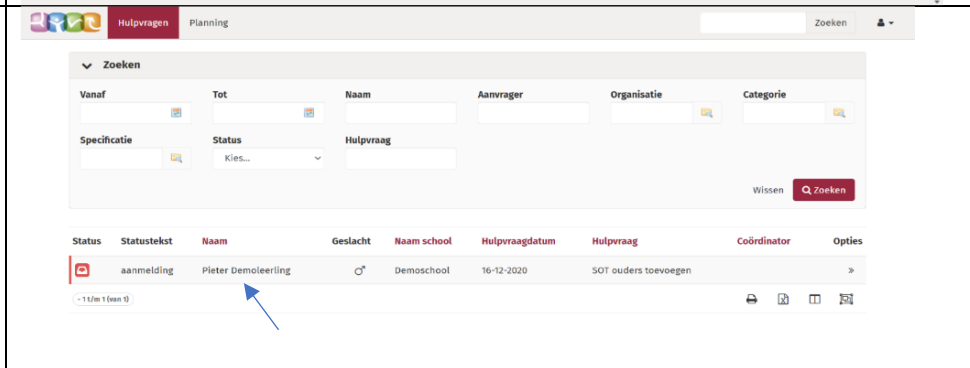 Hulpvragen Planning Zoeken
Zoeken
Vanaf Tot Naam Aanvrager Organisatie Categorie
Specificatie Status Hulpvraag
Kies...
Wissen Zoeken
Status Statustekst Naam Geslacht Naam school Hulpvraagdatum Hulpvraag Coördinator Opties
aanmelding Pieter Demoleerling ♂ Demoschool 16-12-2020 SOT ouders toevoegen »
- 1 t/m 1 (van 1)